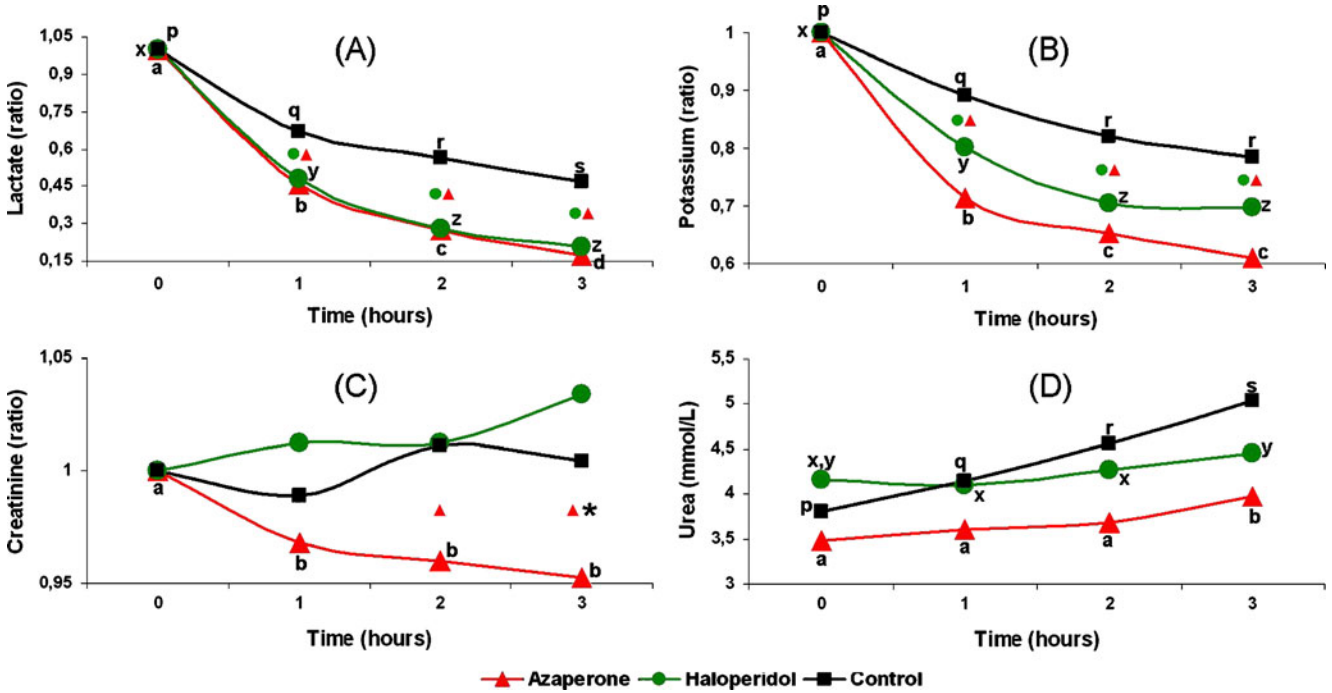 (A)
Lactate (ratio)
1,05
0,9
0,75
0,6
0,45
0,3
0,15
p
x
a
q
y
b
r
z
c
s
z
d
0 1 2 3
Time (hours)
(B)
Potassium (ratio)
1
0,9
0,8
0,7
0,6
p
x
a
q
y
b
r
z
c
r
z
c
0 1 2 3
Time (hours)
(C)
Creatinine (ratio)
1,05
1
0,95
a
b
b
*
b
0 1 2 3
Time (hours)
(D)
Urea (mmol/L)
5,5
5
4,5
4
3,5
3
x,y
p
a
q
x
a
r
x
a
s
y
b
0 1 2 3
Time (hours)
Azaperone Haloperidol Control